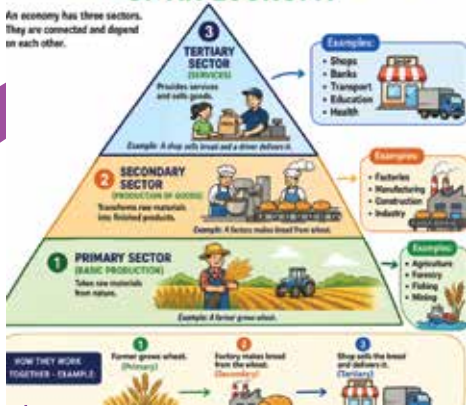 An economy has three sectors.
They are connected and depend
on each other.
3
TERTIARY
SECTOR
(SERVICES)
Provides services
and sells goods.
Example: A shop sells bread and a driver delivers it.
Examples:
• Shops
• Banks
• Transport
• Education
• Health
SHOP
2
SECONDARY
SECTOR
(PRODUCTION OF GOODS)
Transforms raw materials
into finished products.
Example: A factory makes bread from wheat.
Examples:
• Factories
• Manufacturing
• Construction
• Industry
1
PRIMARY SECTOR
(BASIC PRODUCTION)
Takes raw materials
from nature.
Example: A farmer grows wheat.
Examples:
• Agriculture
• Forestry
• Fishing
• Mining
HOW THEY WORK
TOGETHER - EXAMPLE:
1
Farmer grows wheat.
(Primary)
2
Factory makes bread
from the wheat.
(Secondary)
3
Shop sells the bread
and delivers it.
(Tertiary)